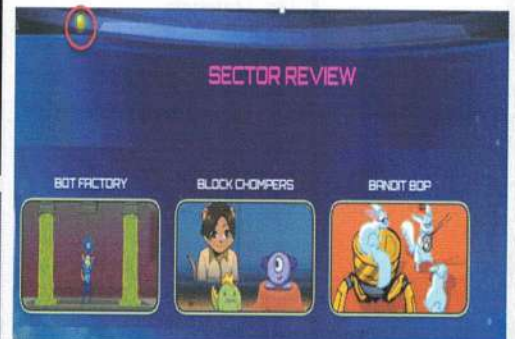 SECTOR REVIEW
BOT FACTORY
BLOCK CHOMPERS
BANDIT BOP